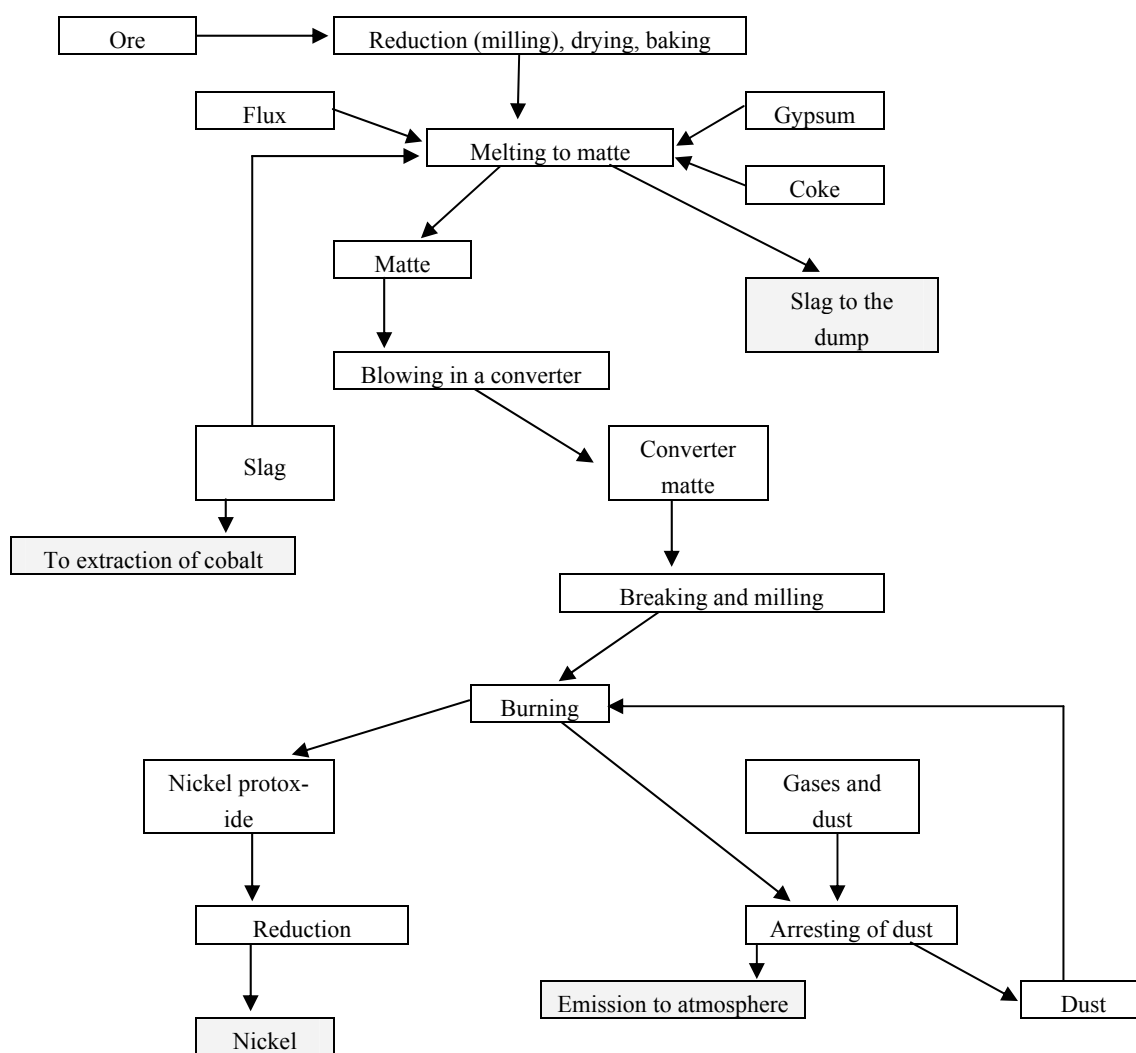 Ore
Reduction (milling), drying, baking
Flux
Gypsum
Melting to matte
Coke
Matte
Slag to the
dump
Blowing in a converter
Slag
Converter
matte
To extraction of cobalt
Breaking and milling
Burning
Nickel protox-
ide
Gases and
dust
Reduction
Arresting of dust
Emission to atmosphere
Dust
Nickel